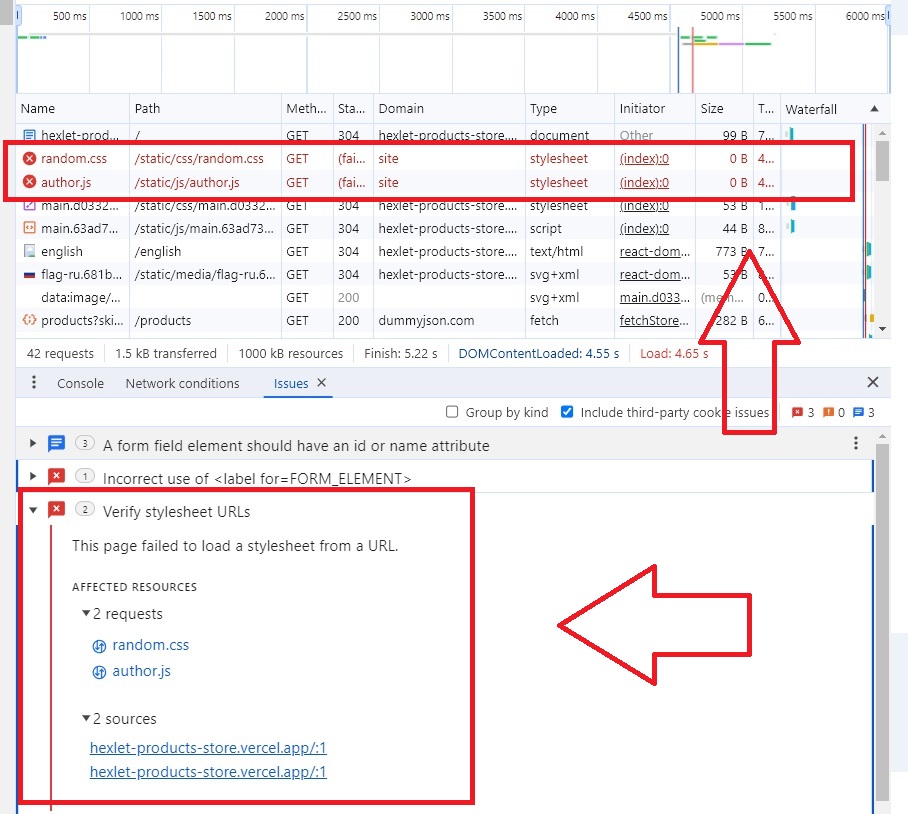 500 ms 1000 ms 1500 ms 2000 ms 2500 ms 3000 ms 3500 ms 4000 ms 4500 ms 5000 ms 5500 ms 6000 ms
Name Path Meth... Sta... Domain Type Initiator Size T... Waterfall
hexlet-prod... / GET 304 hexlet-products-store.... document Other 99 B 7...
random.css /static/css/random.css GET (fai... site stylesheet (index):0 0 B 4...
author.js /static/js/author.js GET (fai... site stylesheet (index):0 0 B 4...
main.d0332... /static/css/main.d0332... GET 304 hexlet-products-store.... stylesheet (index):0 53 B 1...
main.63ad7... /static/js/main.63ad73... GET 304 hexlet-products-store.... script (index):0 44 B 8...
english /english GET 304 hexlet-products-store.... text/html react-dom... 773 B 7...
flag-ru.681b... /static/media/flag-ru.6... GET 304 hexlet-products-store.... svg+xml react-dom... 53 B
data:image/... GET 200 svg+xml main.d033... 0...
products?ski... /products GET 200 dummyjson.com fetch fetchStore... 282 B 6...
42 requests 1.5 kB transferred 1000 kB resources Finish: 5.22 s DOMContentLoaded: 4.55 s Load: 4.65 s
Console Network conditions Issues
Group by kind Include third-party cookie issues 3 0 3
3 A form field element should have an id or name attribute
1 Incorrect use of <label for=FORM_ELEMENT>
2 Verify stylesheet URLs
This page failed to load a stylesheet from a URL.
AFFECTED RESOURCES
2 requests
random.css
author.js
2 sources
hexlet-products-store.vercel.app/:1
hexlet-products-store.vercel.app/:1